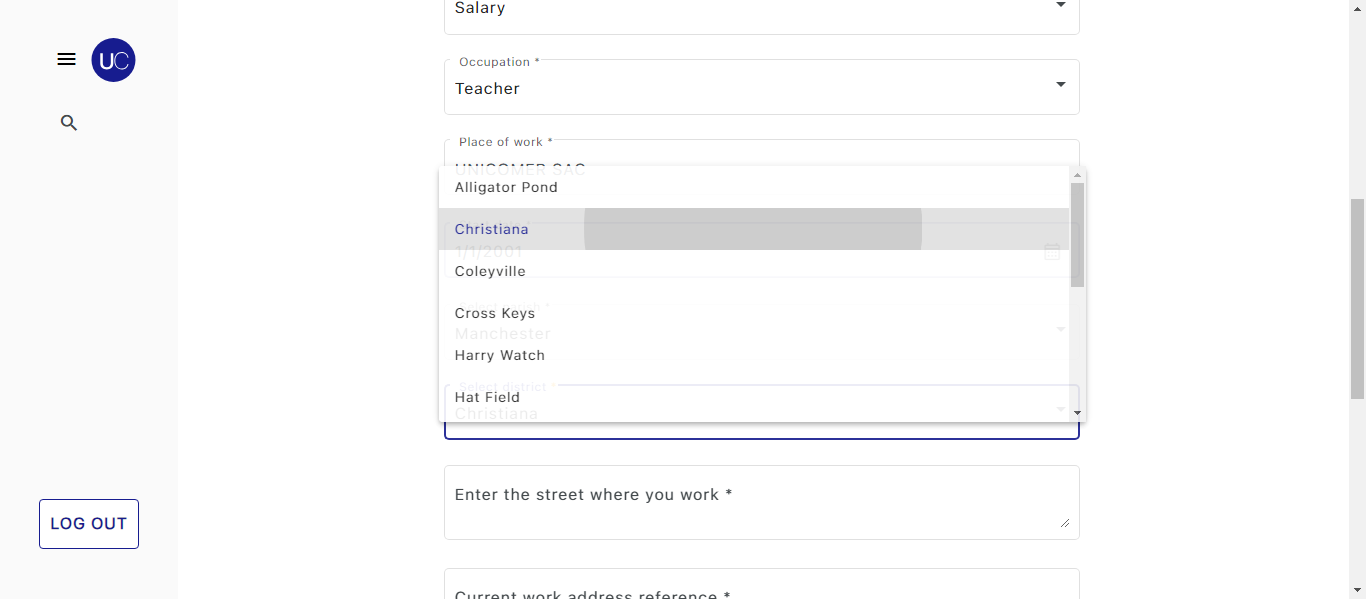 Salary
UC
Occupation *
Teacher
Place of work *
UNICOMER SAC
Alligator Pond
Christiana
1/1/2001
Coleyville
Cross Keys
Manchester
Harry Watch
Select district *
Hat Field
Christiana
Enter the street where you work *
LOG OUT
Current work address reference *